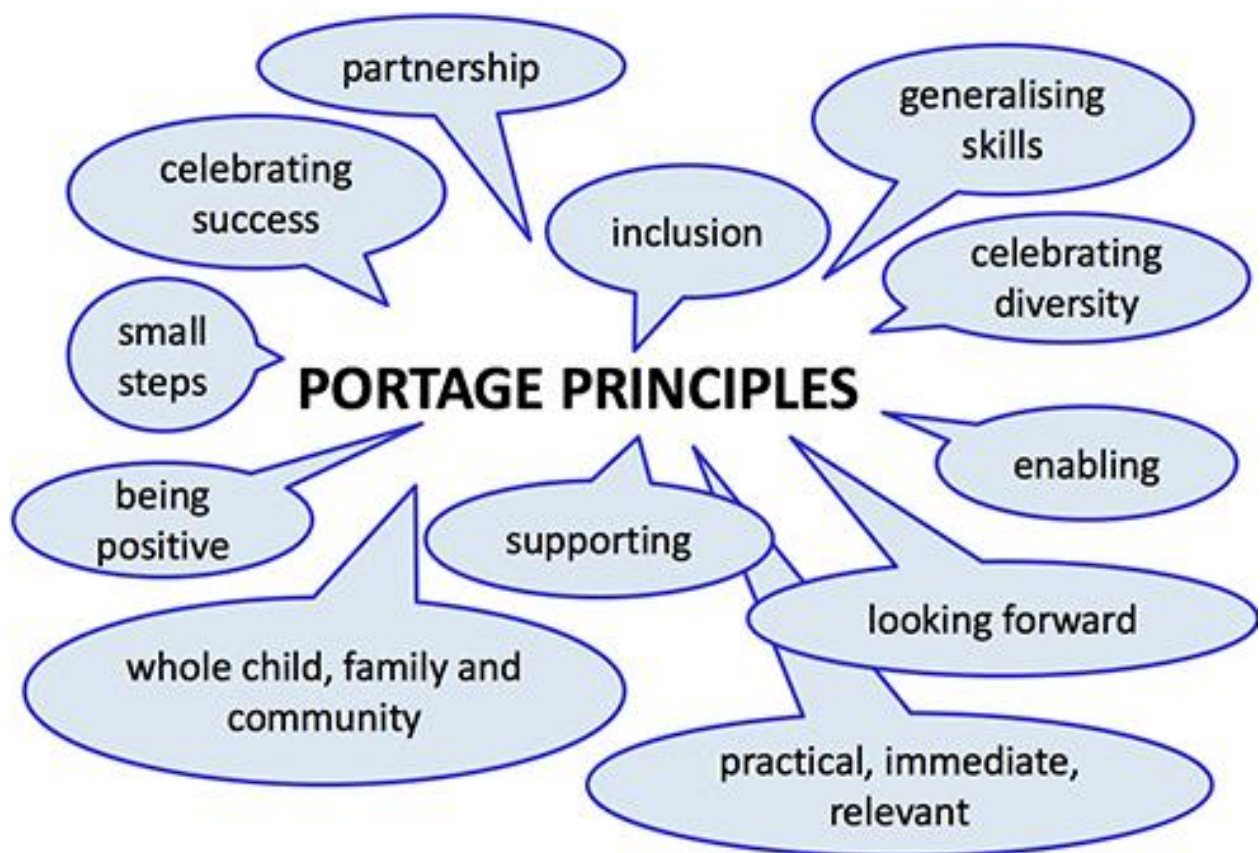 partnership
generalising
skills
celebrating
success
inclusion
celebrating
diversity
small
steps
PORTAGE PRINCIPLES
enabling
being
positive
supporting
looking forward
whole child, family and
community
practical, immediate,
relevant